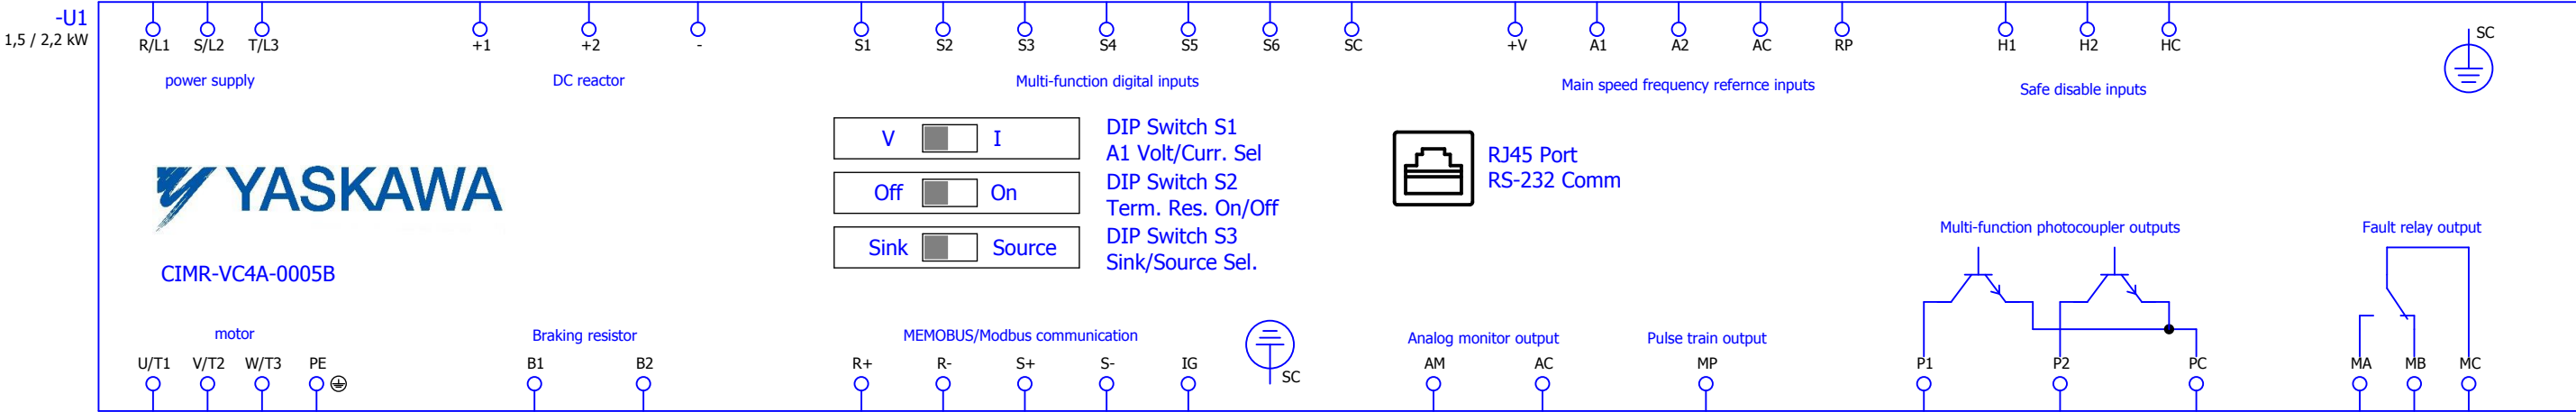 -U1
1,5 / 2,2 kW
R/L1 S/L2 T/L3 +1 +2 - S1 S2 S3 S4 S5 S6 SC +V A1 A2 AC RP H1 H2 HC SC
power supply DC reactor Multi-function digital inputs Main speed frequency refernce inputs Safe disable inputs
V I DIP Switch S1
A1 Volt/Curr. Sel
Off On DIP Switch S2
Term. Res. On/Off
Sink Source DIP Switch S3
Sink/Source Sel.
RJ45 Port
RS-232 Comm
YASKAWA
CIMR-VC4A-0005B
Multi-function photocoupler outputs Fault relay output
motor Braking resistor MEMOBUS/Modbus communication Analog monitor output Pulse train output
U/T1 V/T2 W/T3 PE B1 B2 R+ R- S+ S- IG SC AM AC MP P1 P2 PC MA MB MC